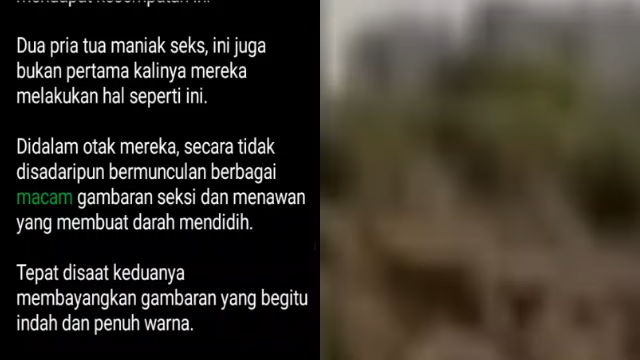 Dua pria tua maniak seks, ini juga
bukan pertama kalinya mereka
melakukan hal seperti ini.
Didalam otak mereka, secara tidak
disadaripun bermunculan berbagai
macam gambaran seksi dan menawan
yang membuat darah mendidih.
Tepat disaat keduanya
membayangkan gambaran yang begitu
indah dan penuh warna.